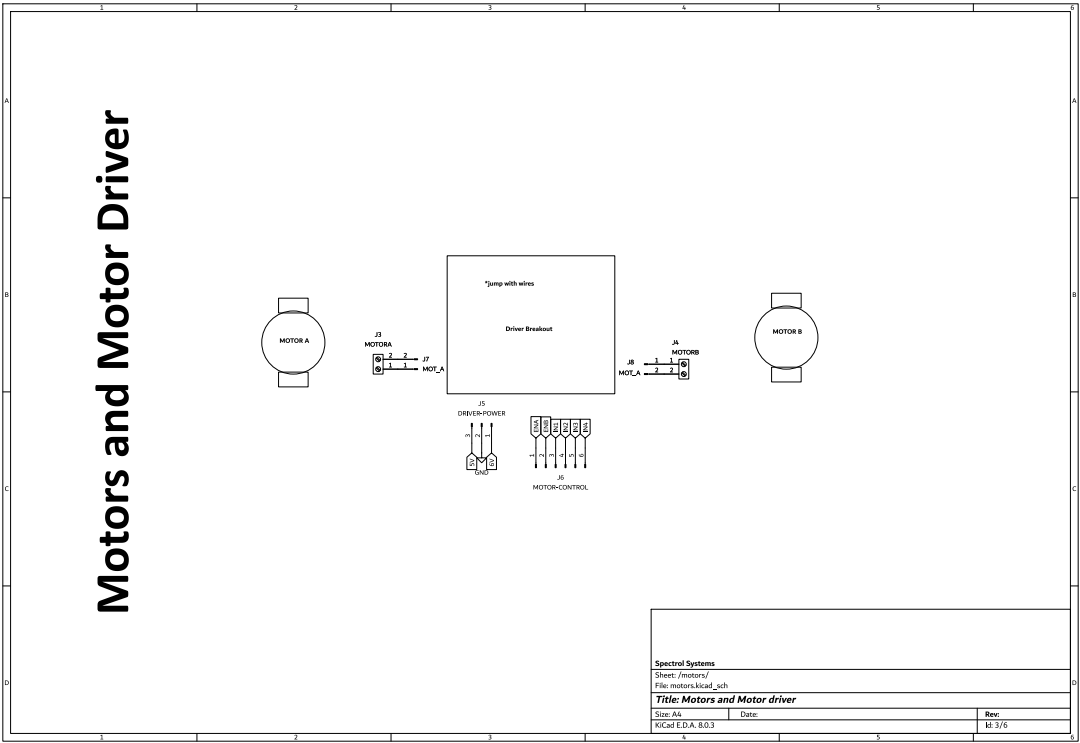 1 2 3 4 5 6
A A
B B
C C
D D
Motors and Motor Driver
*jump with wires
Driver Breakout
MOTOR A
MOTOR B
J3
MOTORA
2 2 J7
1 1 MOT_A
J4
MOTORB
J8 1 1
MOT_A 2 2
J5
DRIVER-POWER
3 2 1
5V GND 6V
ENA ENB IN1 IN2 IN3 IN4
1 2 3 4 5 6
J6
MOTOR-CONTROL
Spectrol Systems
Sheet: /motors/
File: motors.kicad_sch
Title: Motors and Motor driver
Size: A4 Date: Rev:
KiCad E.D.A. 8.0.3 Id: 3/6
1 2 3 4 5 6